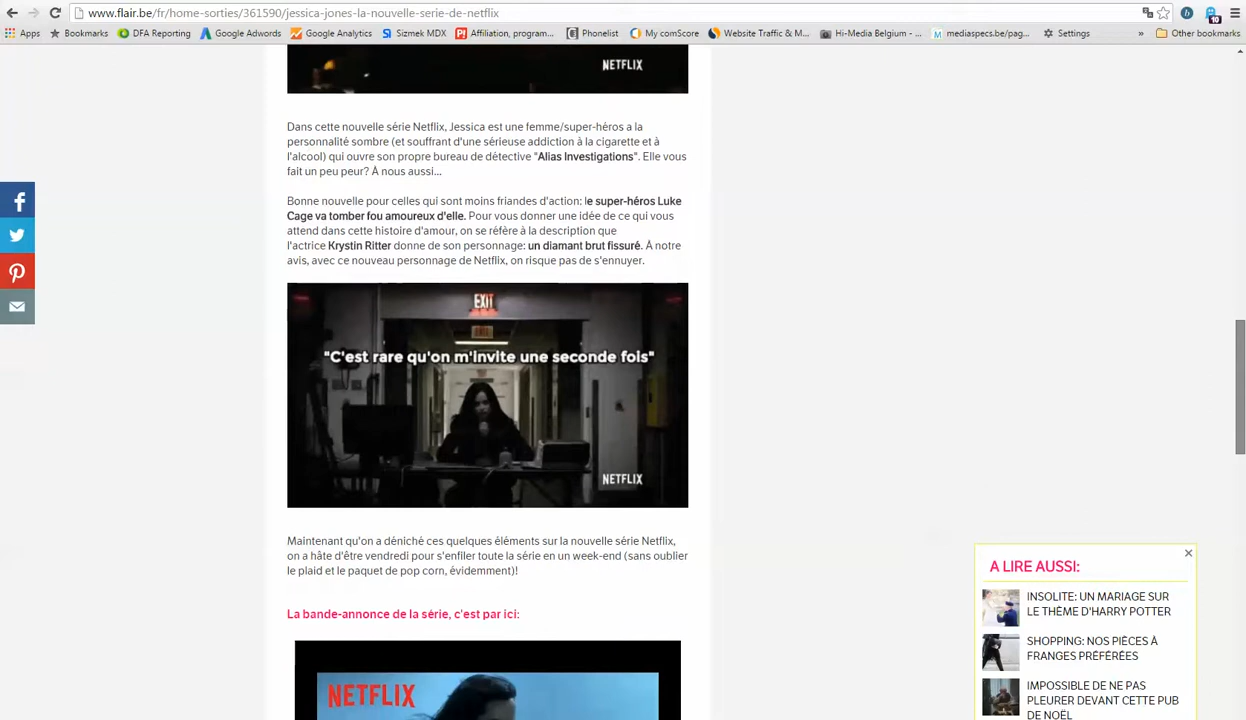 www.flair.be/fr/home-sorties/361590/jessica-jones-la-nouvelle-serie-de-netflix
Apps Bookmarks DFA Reporting Google Adwords Google Analytics Sizmek MDX Affiliation, program... Phonelist My comScore Website Traffic & M... Hi-Media Belgium - ... mediaspecs.be/pag... Settings » Other bookmarks
10
NETFLIX
Dans cette nouvelle série Netflix, Jessica est une femme/super-héros a la
personnalité sombre (et souffrant d'une sérieuse addiction à la cigarette et à
l'alcool) qui ouvre son propre bureau de détective "Alias Investigations". Elle vous
fait un peu peur? À nous aussi...
Bonne nouvelle pour celles qui sont moins friandes d'action: le super-héros Luke
Cage va tomber fou amoureux d'elle. Pour vous donner une idée de ce qui vous
attend dans cette histoire d'amour, on se réfère à la description que
l'actrice Krystin Ritter donne de son personnage: un diamant brut fissuré. À notre
avis, avec ce nouveau personnage de Netflix, on risque pas de s'ennuyer.
EXIT
EXIT
"C'est rare qu'on m'invite une seconde fois"
NETFLIX
Maintenant qu'on a déniché ces quelques éléments sur la nouvelle série Netflix,
on a hâte d'être vendredi pour s'enfiler toute la série en un week-end (sans oublier
le plaid et le paquet de pop corn, évidemment)!
La bande-annonce de la série, c'est par ici:
NETFLIX
A LIRE AUSSI:
INSOLITE: UN MARIAGE SUR
LE THÈME D'HARRY POTTER
SHOPPING: NOS PIÈCES À
FRANGES PRÉFÉRÉES
IMPOSSIBLE DE NE PAS
PLEURER DEVANT CETTE PUB
DE NOËL